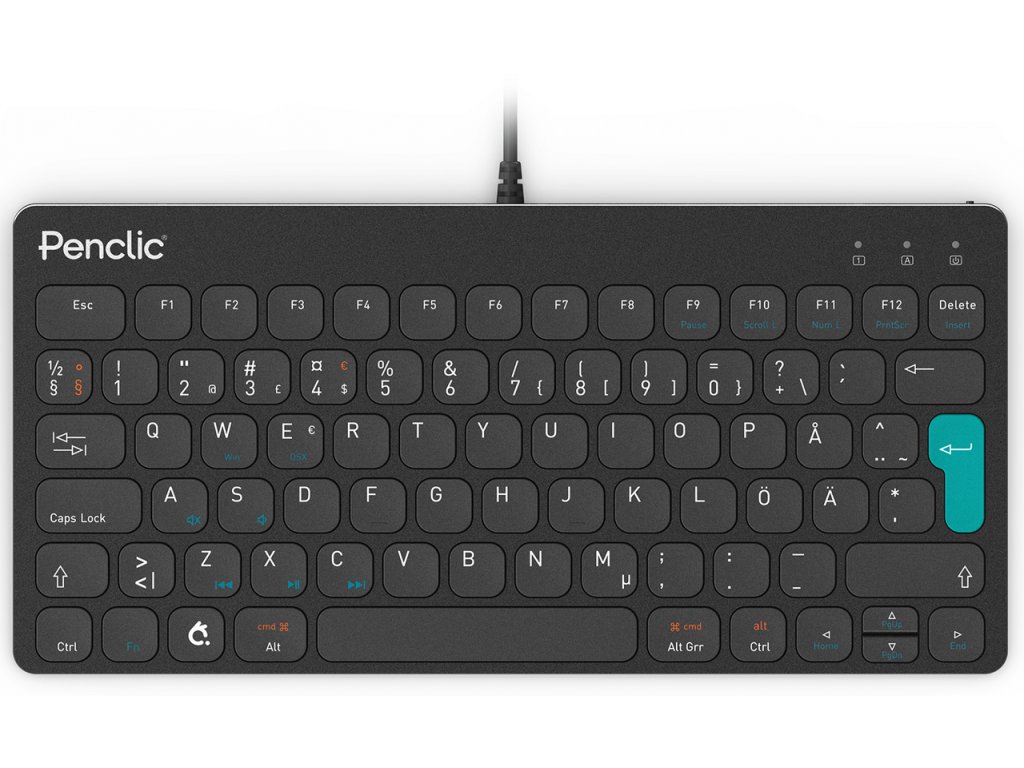 Penclic®
1 A
Esc F1 F2 F3 F4 F5 F6 F7 F8 F9 F10 F11 F12 Delete
Pause Scroll L Num L PrntScr Insert
½ ° ! " # ¤ € % & / ( ) = ? `
§ § 1 2 @ 3 £ 4 $ 5 6 7 { 8 [ 9 ] 0 } + \ ´
Q W E € R T Y U I O P Å ^
Win OSX ¨ ~
A S D F G H J K L Ö Ä *
Caps Lock '
> Z X C V B N M ; : _
< | µ , . -
cmd ⌘ ⌘ cmd alt PgUp
Ctrl Fn Alt Alt Grr Ctrl Home PgDn End